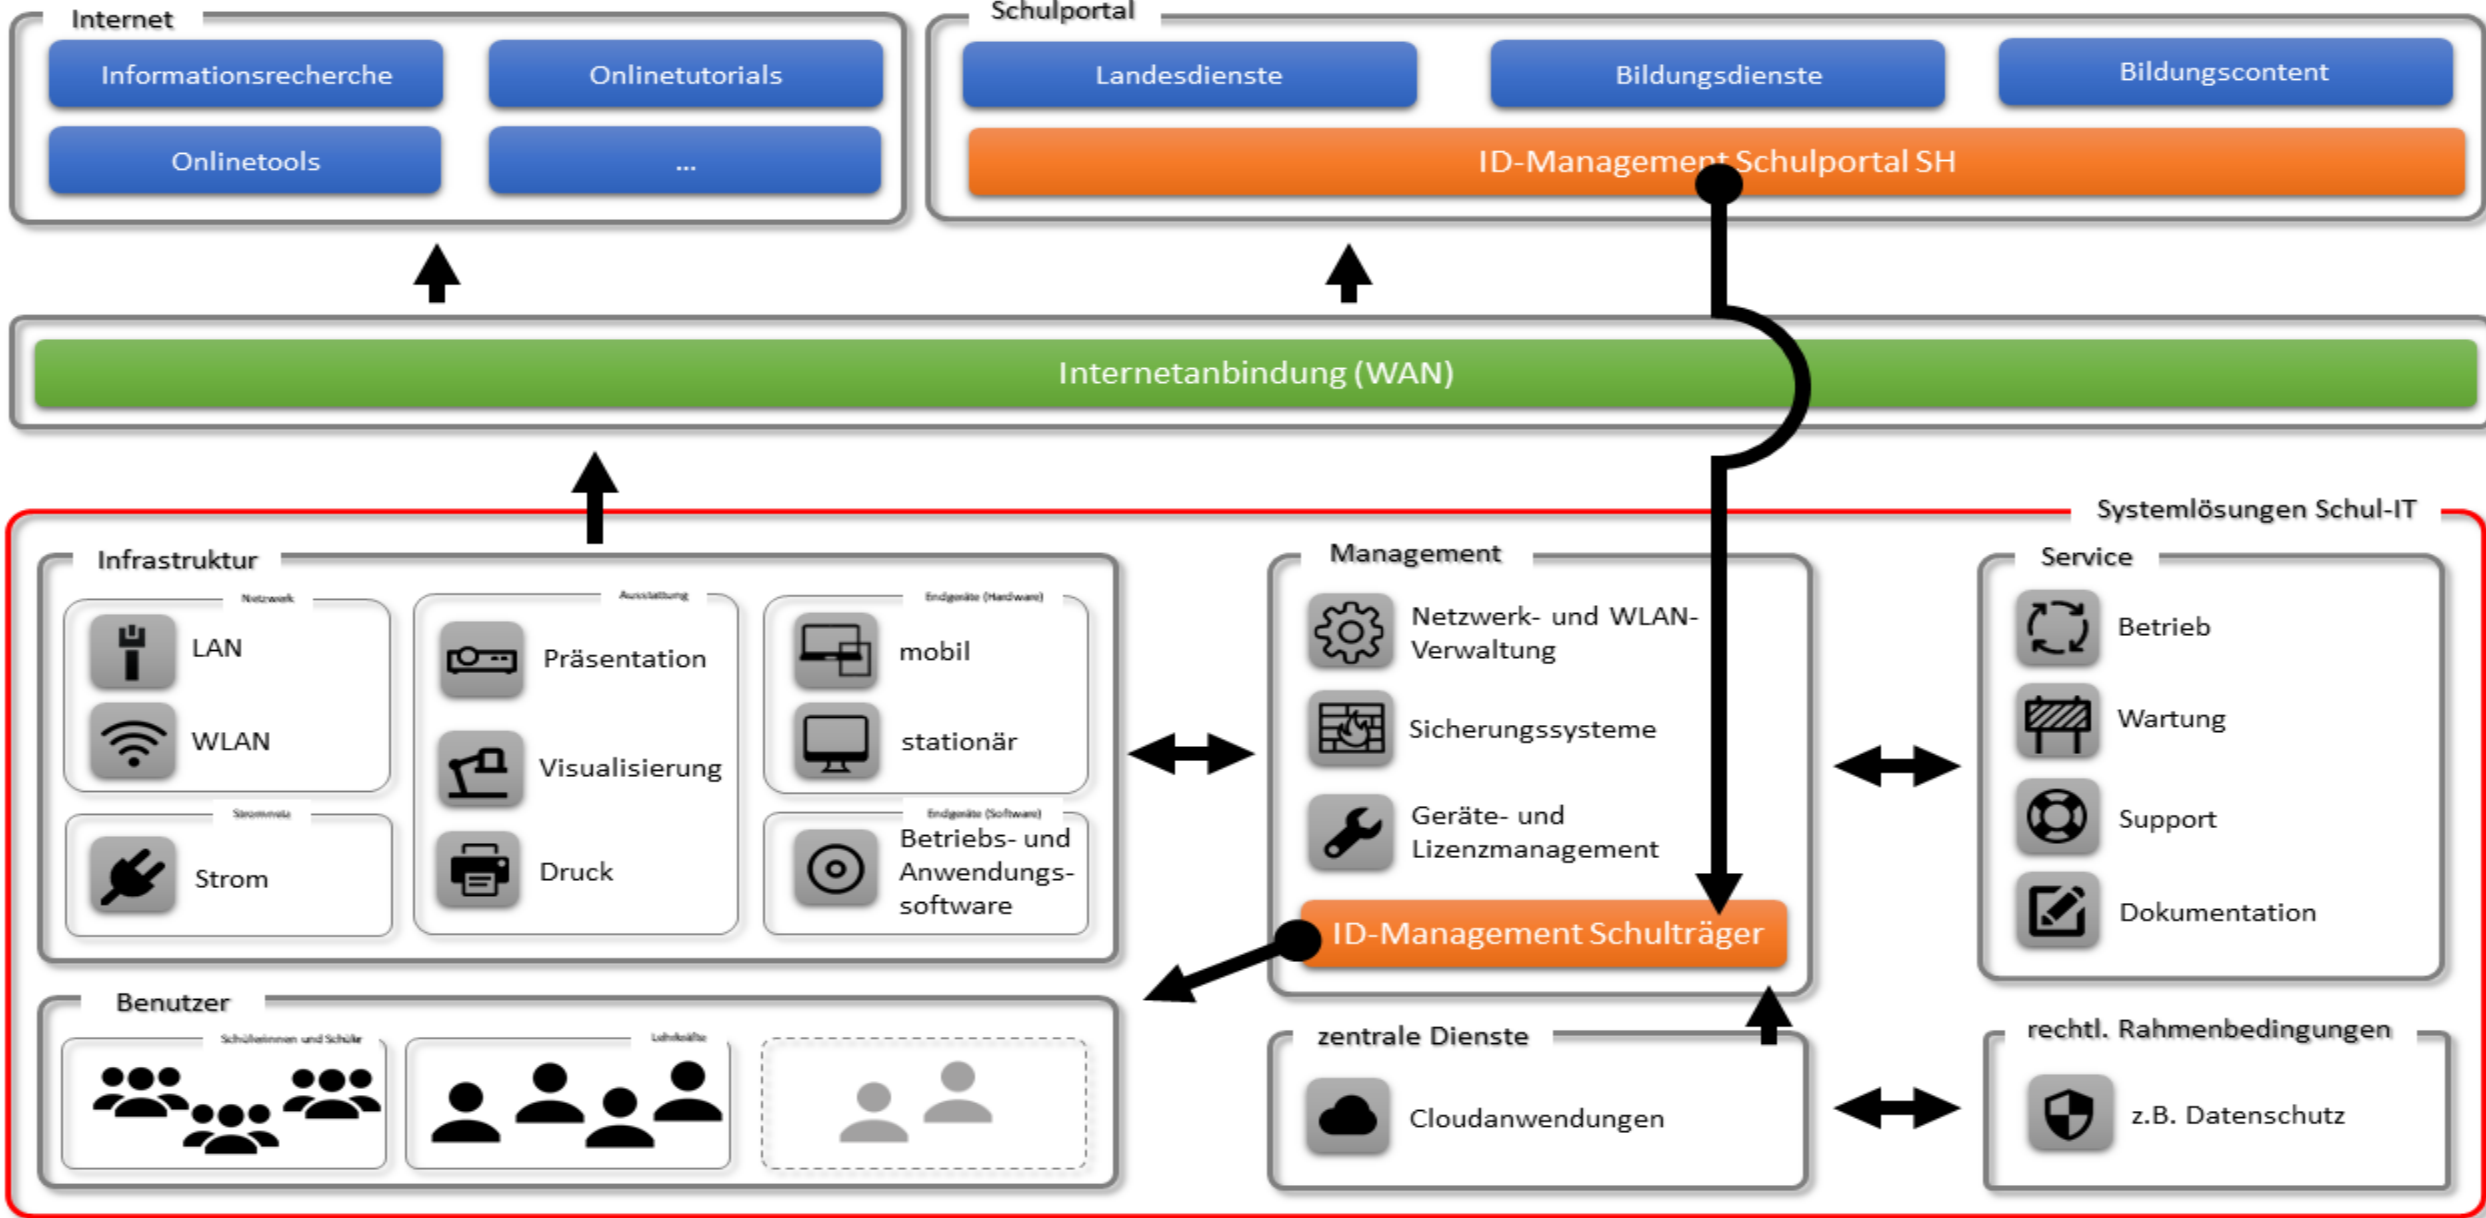 Internet
Schulportal
Informationsrecherche
Onlinetutorials
Landesdienste
Bildungsdienste
Bildungscontent
Onlinetools
...
ID-Management Schulportal SH
Internetanbindung (WAN)
Systemlösungen Schul-IT
Infrastruktur
Netzwerk
LAN
WLAN
Stromnetz
Strom
Ausstattung
Präsentation
Visualisierung
Druck
Endgeräte (Hardware)
mobil
stationär
Endgeräte (Software)
Betriebs- und
Anwendungs-
software
Management
Netzwerk- und WLAN-
Verwaltung
Sicherungssysteme
Geräte- und
Lizenzmanagement
ID-Management Schulträger
Service
Betrieb
Wartung
Support
Dokumentation
Benutzer
Schülerinnen und Schüle
Lehrkräfte
zentrale Dienste
Cloudanwendungen
rechtl. Rahmenbedingungen
z.B. Datenschutz